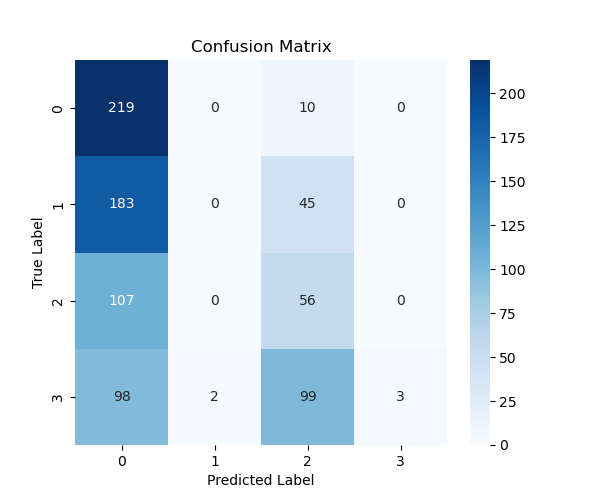 Confusion Matrix
0 219 0 10 0
1 183 0 45 0
2 107 0 56 0
3 98 2 99 3
0 1 2 3
Predicted Label
True Label
200
175
150
125
100
75
50
25
0